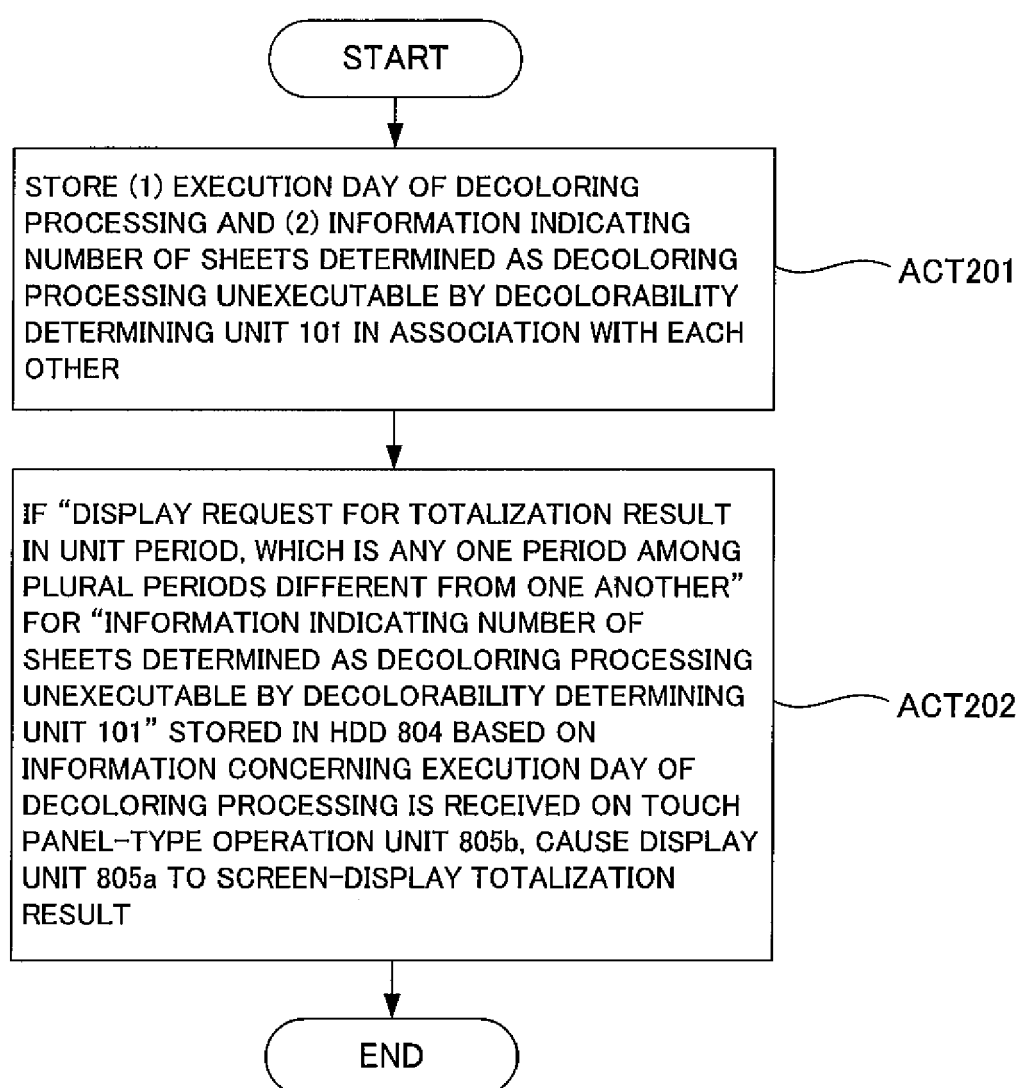 START
STORE (1) EXECUTION DAY OF DECOLORING
PROCESSING AND (2) INFORMATION INDICATING
NUMBER OF SHEETS DETERMINED AS DECOLORING
PROCESSING UNEXECUTABLE BY DECOLORABILITY
DETERMINING UNIT 101 IN ASSOCIATION WITH EACH
OTHER
ACT201
IF “DISPLAY REQUEST FOR TOTALIZATION RESULT
IN UNIT PERIOD, WHICH IS ANY ONE PERIOD AMONG
PLURAL PERIODS DIFFERENT FROM ONE ANOTHER”
FOR “INFORMATION INDICATING NUMBER OF
SHEETS DETERMINED AS DECOLORING PROCESSING
UNEXECUTABLE BY DECOLORABILITY DETERMINING
UNIT 101” STORED IN HDD 804 BASED ON
INFORMATION CONCERNING EXECUTION DAY OF
DECOLORING PROCESSING IS RECEIVED ON TOUCH
PANEL-TYPE OPERATION UNIT 805b, CAUSE DISPLAY
UNIT 805a TO SCREEN-DISPLAY TOTALIZATION
RESULT
ACT202
END